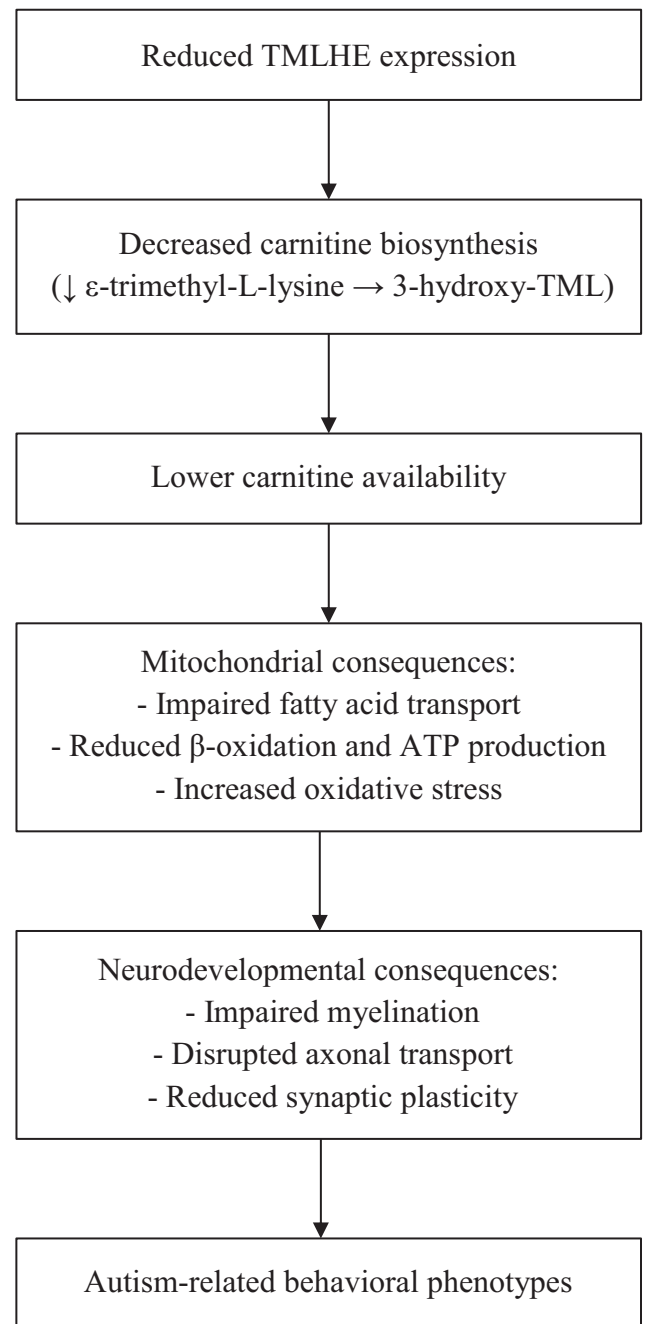 Reduced TMLHE expression
Decreased carnitine biosynthesis
(↓ ε-trimethyl-L-lysine → 3-hydroxy-TML)
Lower carnitine availability
Mitochondrial consequences:
- Impaired fatty acid transport
- Reduced β-oxidation and ATP production
- Increased oxidative stress
Neurodevelopmental consequences:
- Impaired myelination
- Disrupted axonal transport
- Reduced synaptic plasticity
Autism-related behavioral phenotypes